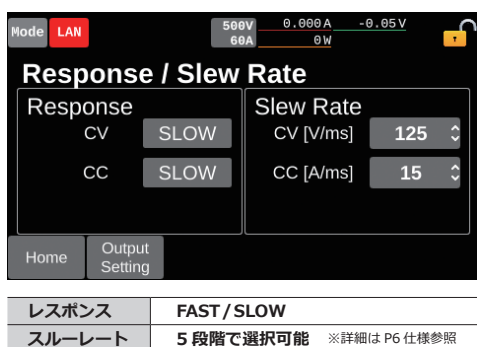 Mode LAN 500V 0.000A -0.05V
60A 0W
Response / Slew Rate
Response
CV SLOW
CC SLOW
Slew Rate
CV [V/ms] 125
CC [A/ms] 15
Home Output Setting
レスポンス FAST/SLOW
スルーレート 5段階で選択可能 ※詳細は P6 仕様参照